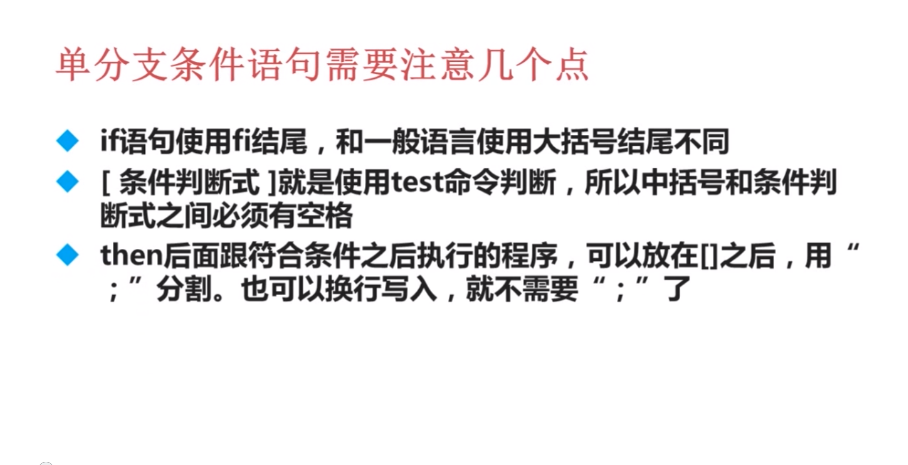 单分支条件语句需要注意几个点
if语句使用fi结尾，和一般语言使用大括号结尾不同
[ 条件判断式 ]就是使用test命令判断，所以中括号和条件判
断式之间必须有空格
then后面跟符合条件之后执行的程序，可以放在[]之后，用“
；”分割。也可以换行写入，就不需要“；”了